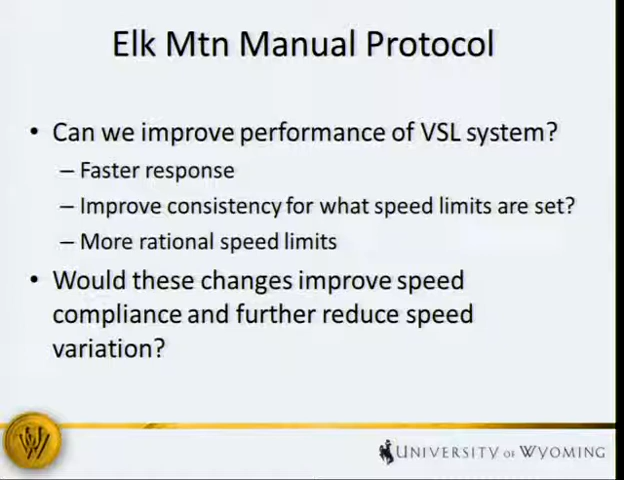 Elk Mtn Manual Protocol
• Can we improve performance of VSL system?
– Faster response
– Improve consistency for what speed limits are set?
– More rational speed limits
• Would these changes improve speed
compliance and further reduce speed
variation?
UNIVERSITY OF WYOMING